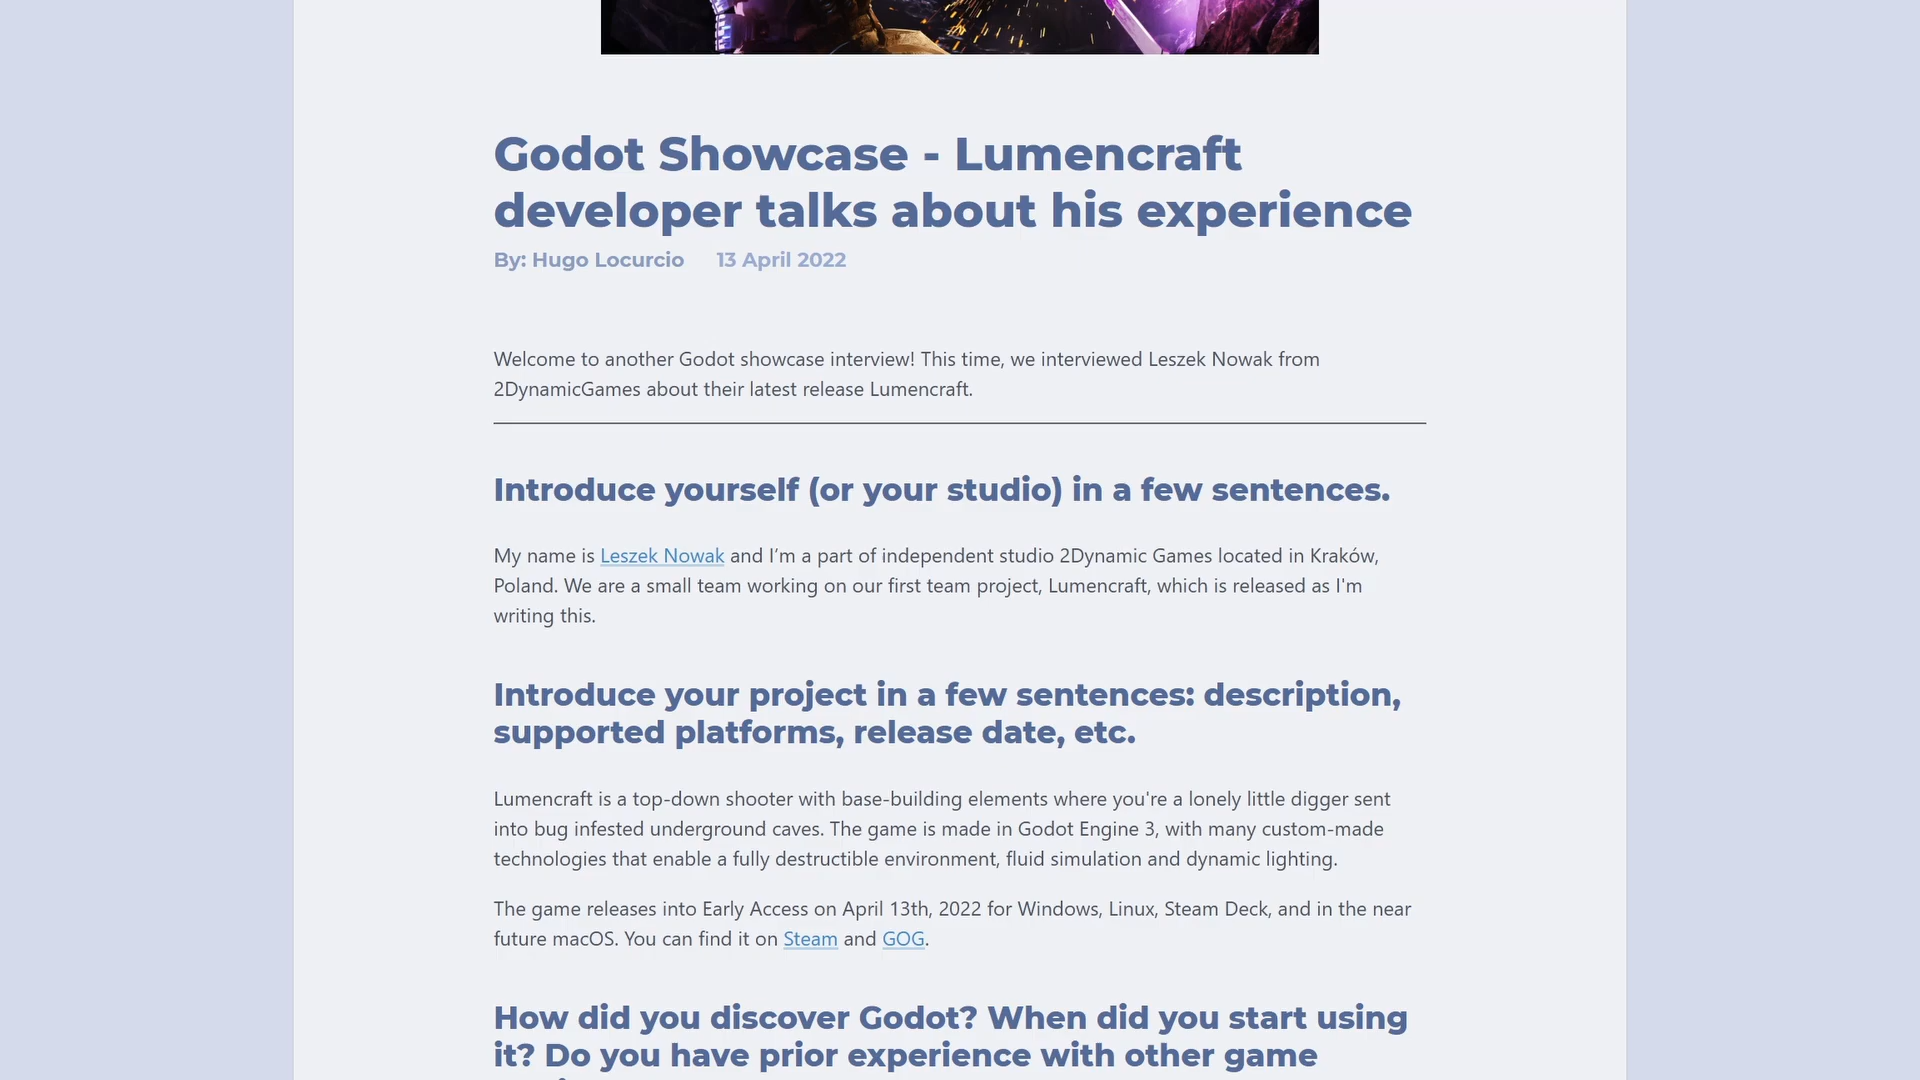 Godot Showcase - Lumencraft
developer talks about his experience
By: Hugo Locurcio 13 April 2022
Welcome to another Godot showcase interview! This time, we interviewed Leszek Nowak from
2DynamicGames about their latest release Lumencraft.
Introduce yourself (or your studio) in a few sentences.
My name is Leszek Nowak and I’m a part of independent studio 2Dynamic Games located in Kraków,
Poland. We are a small team working on our first team project, Lumencraft, which is released as I'm
writing this.
Introduce your project in a few sentences: description,
supported platforms, release date, etc.
Lumencraft is a top-down shooter with base-building elements where you're a lonely little digger sent
into bug infested underground caves. The game is made in Godot Engine 3, with many custom-made
technologies that enable a fully destructible environment, fluid simulation and dynamic lighting.
The game releases into Early Access on April 13th, 2022 for Windows, Linux, Steam Deck, and in the near
future macOS. You can find it on Steam and GOG.
How did you discover Godot? When did you start using
it? Do you have prior experience with other game